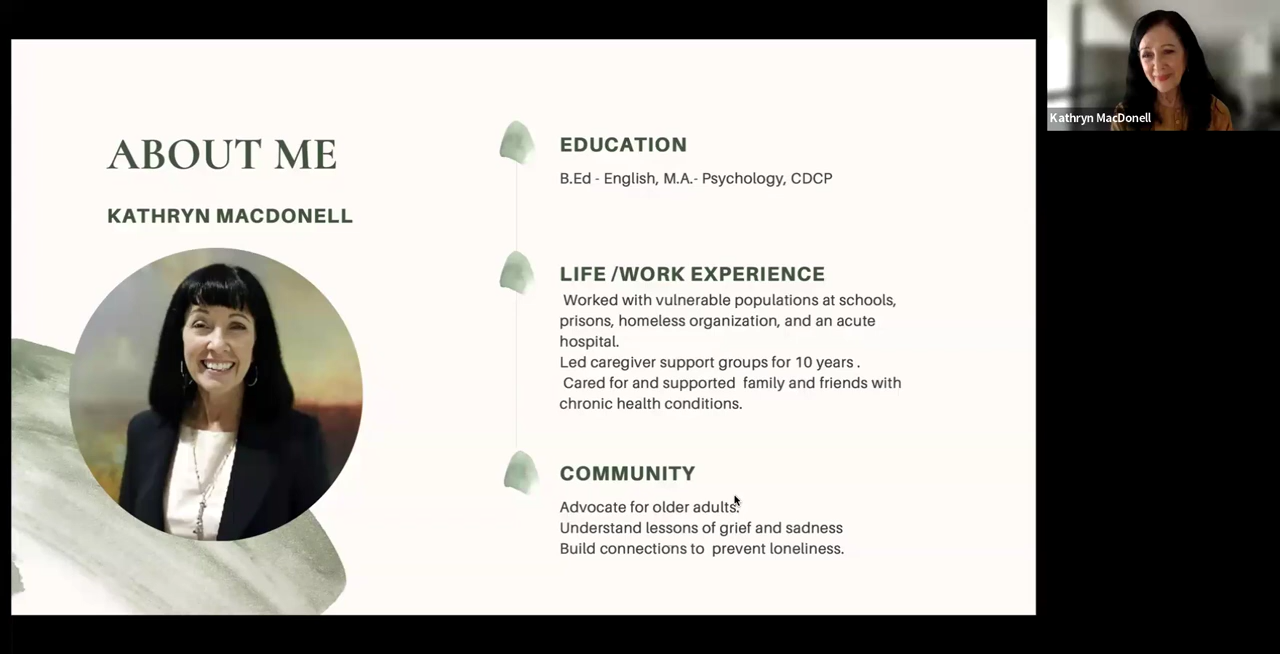 ABOUT ME
KATHRYN MACDONELL
EDUCATION
B.Ed - English, M.A.- Psychology, CDCP
LIFE /WORK EXPERIENCE
Worked with vulnerable populations at schools,
prisons, homeless organization, and an acute
hospital.
Led caregiver support groups for 10 years .
Cared for and supported family and friends with
chronic health conditions.
COMMUNITY
Advocate for older adults.
Understand lessons of grief and sadness
Build connections to prevent loneliness.
Kathryn MacDonell